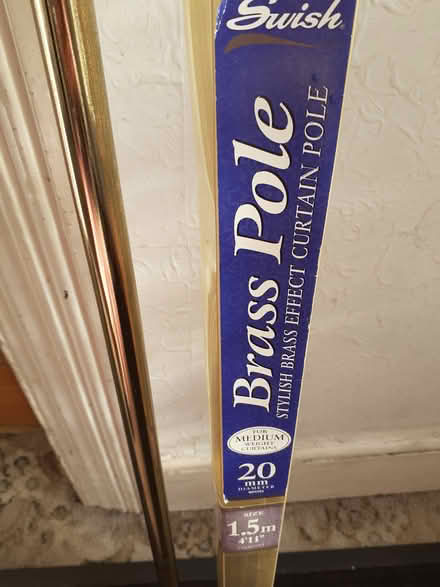 Swish
Brass Pole
STYLISH BRASS EFFECT CURTAIN POLE
FOR
MEDIUM
WEIGHT
CURTAINS
20
mm
DIAMETER
SIZE
1.5m
4'11"